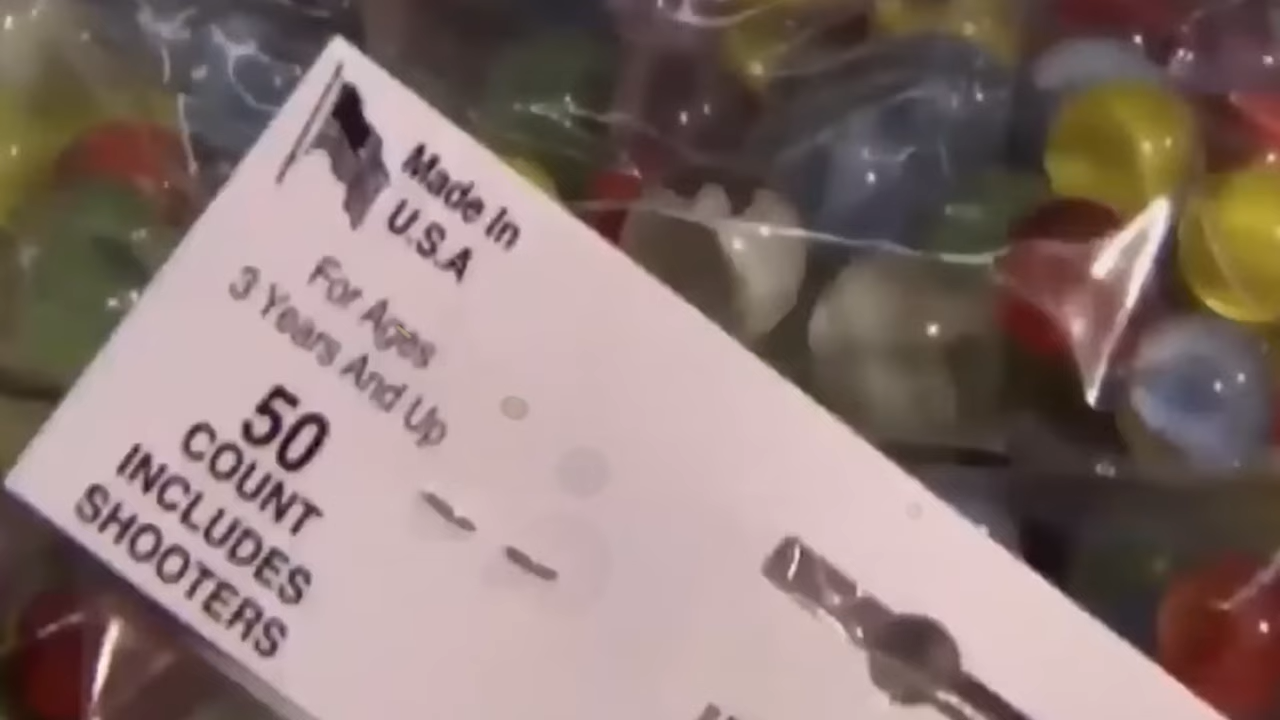 Made In
U.S.A
For Ages
3 Years And Up
50
COUNT
INCLUDES
SHOOTERS